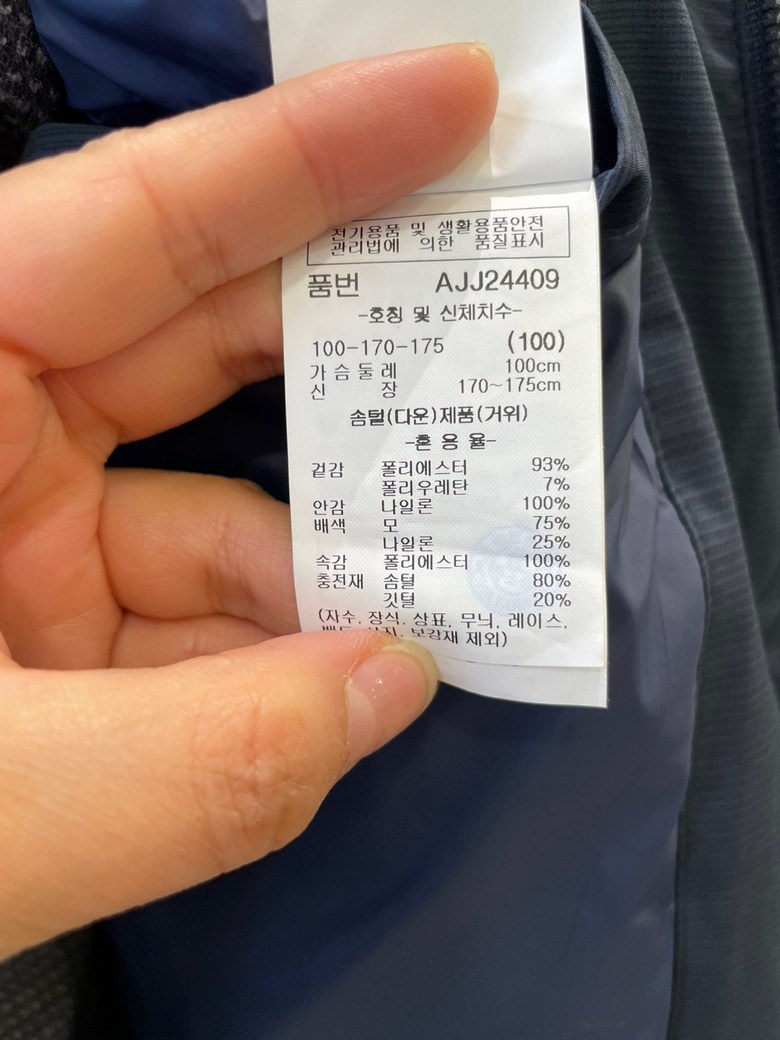 전기용품 및 생활용품안전
관리법에 의한 품질표시
품번 AJJ24409
-호칭 및 신체치수-
100-170-175 (100)
가슴둘레 100cm
신 장 170~175cm
솜털(다운)제품(거위)
-혼 용 율-
겉감 폴리에스터 93%
폴리우레탄 7%
안감 나일론 100%
배색 모 75%
나일론 25%
속감 폴리에스터 100%
충전재 솜털 80%
깃털 20%
(자수, 장식, 상표, 무늬, 레이스,
보강재 제외)